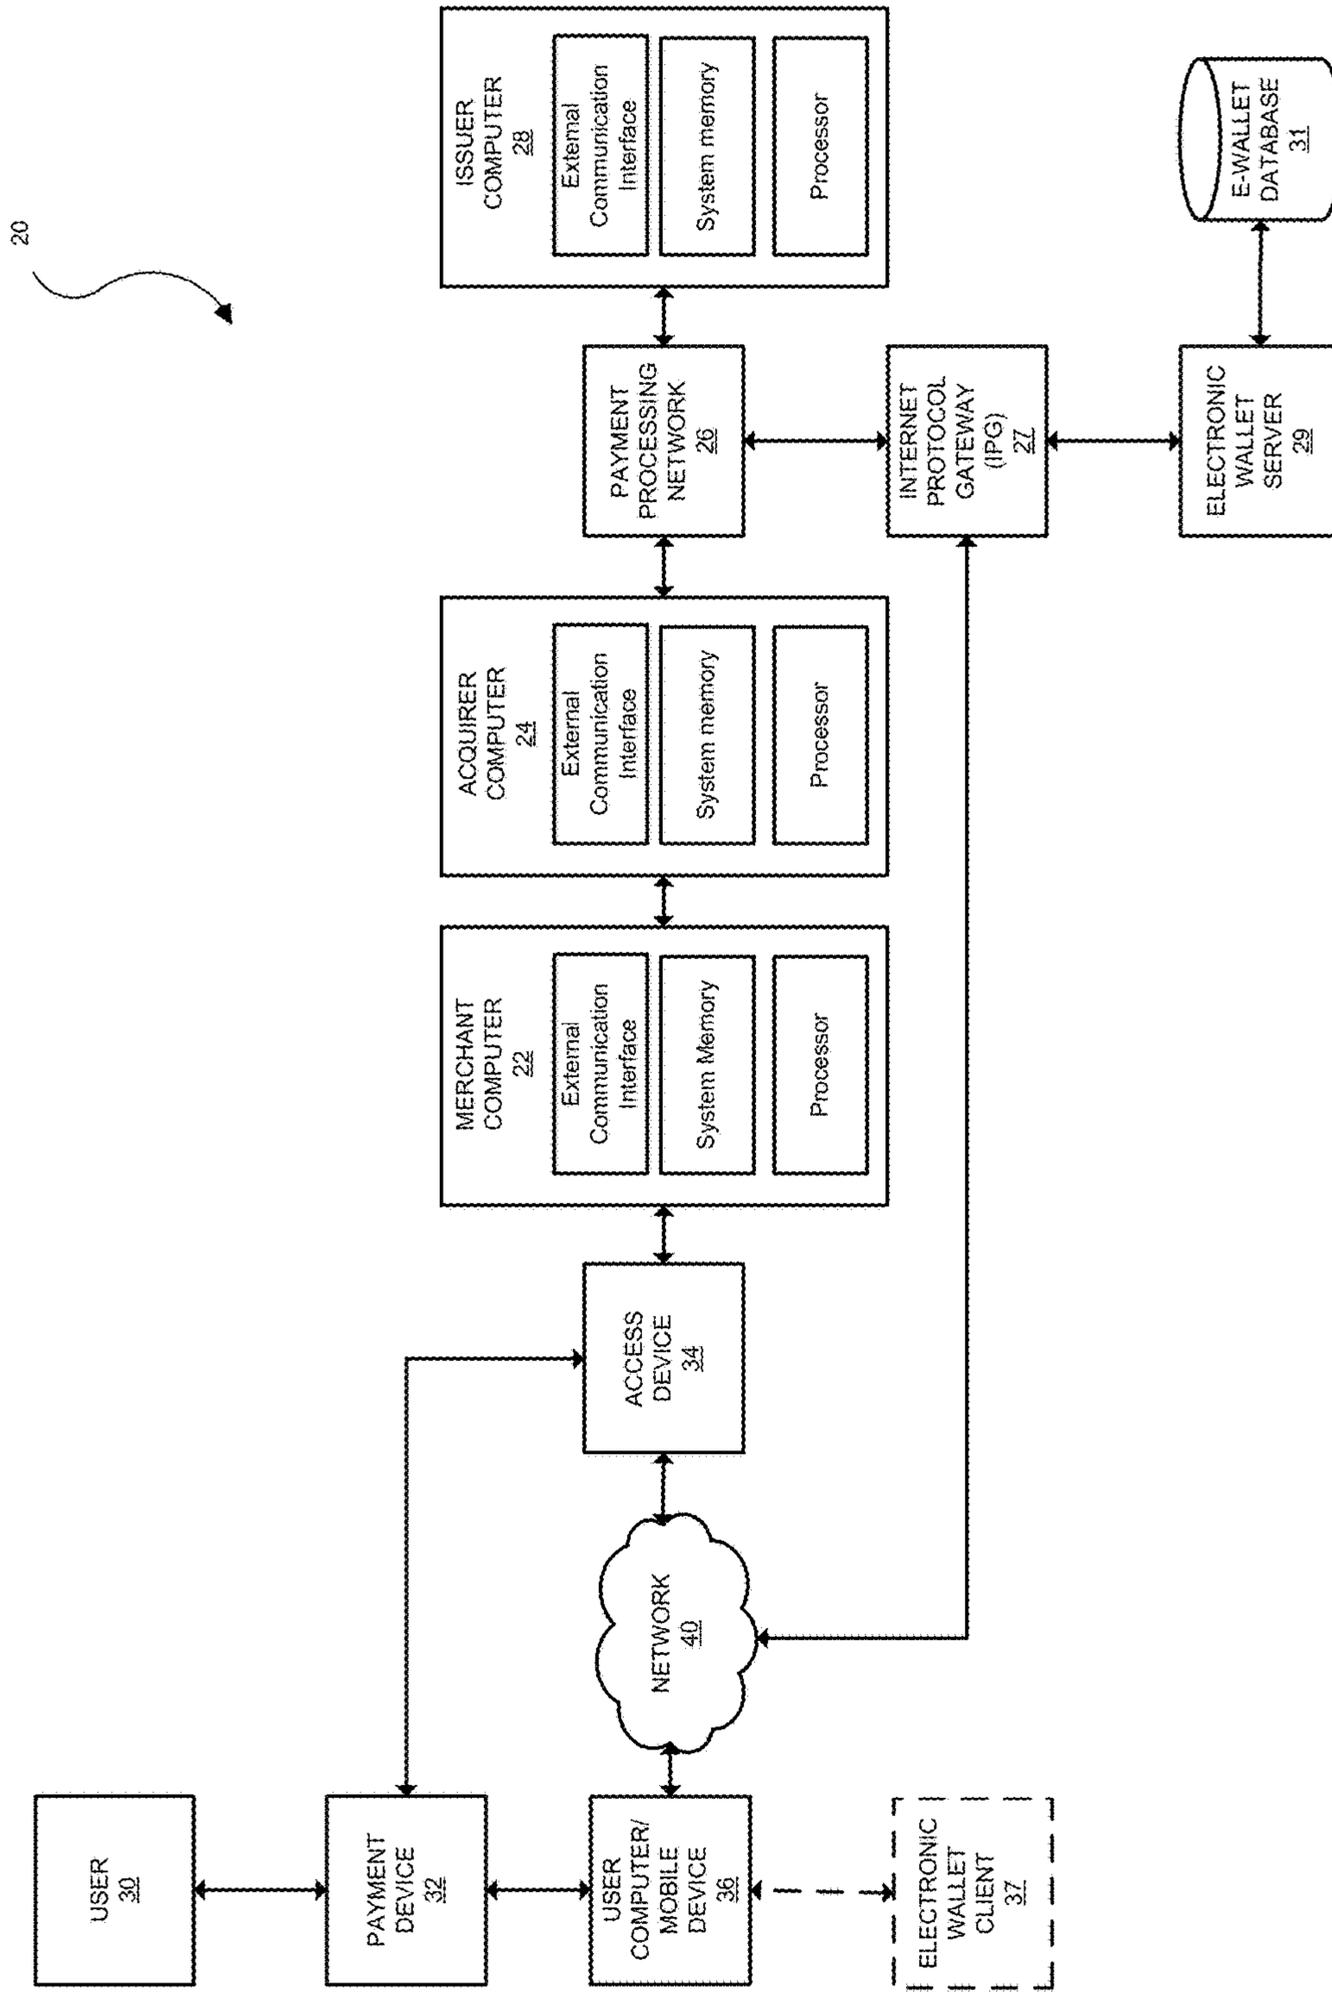 20
USER
30
PAYMENT
DEVICE
32
USER
COMPUTER/
MOBILE
DEVICE
36
ELECTRONIC
WALLET
CLIENT
37
NETWORK
40
ACCESS
DEVICE
34
MERCHANT
COMPUTER
22
External
Communication
Interface
System Memory
Processor
ACQUIRER
COMPUTER
24
External
Communication
Interface
System memory
Processor
PAYMENT
PROCESSING
NETWORK
26
INTERNET
PROTOCOL
GATEWAY
(IPG)
27
ELECTRONIC
WALLET
SERVER
29
ISSUER
COMPUTER
28
External
Communication
Interface
System memory
Processor
E-WALLET
DATABASE
31